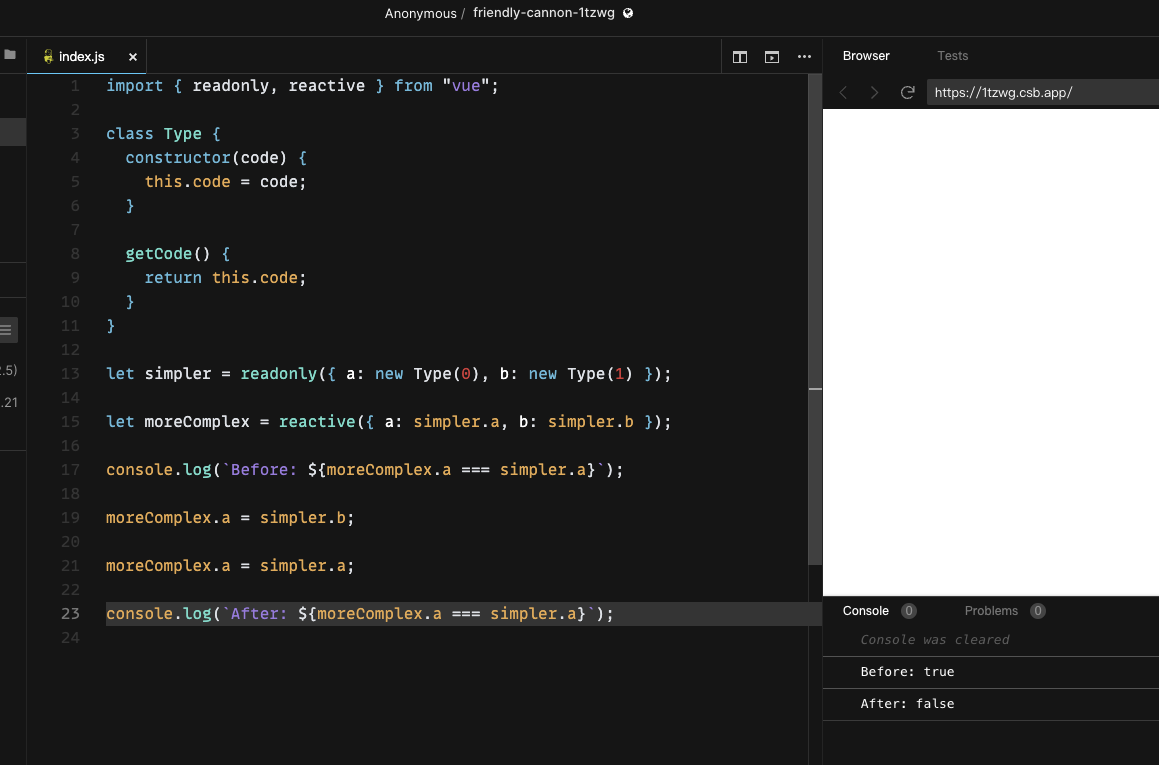 Anonymous / friendly-cannon-1tzwg
index.js ×
Browser Tests
https://1tzwg.csb.app/
1 import { readonly, reactive } from "vue";
2
3 class Type {
4 constructor(code) {
5 this.code = code;
6 }
7
8 getCode() {
9 return this.code;
10 }
11 }
12
13 let simpler = readonly({ a: new Type(0), b: new Type(1) });
14
15 let moreComplex = reactive({ a: simpler.a, b: simpler.b });
16
17 console.log(`Before: ${moreComplex.a === simpler.a}`);
18
19 moreComplex.a = simpler.b;
20
21 moreComplex.a = simpler.a;
22
23 console.log(`After: ${moreComplex.a === simpler.a}`);
24
.5)
.21
Console 0 Problems 0
Console was cleared
Before: true
After: false